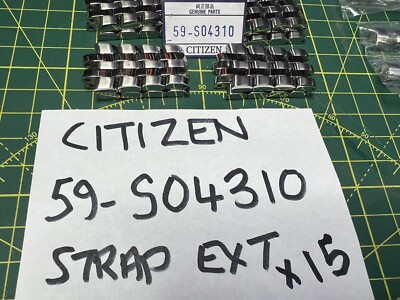 純正部品
GENUINE PARTS
59-S04310
CITIZEN
CITIZEN
59-S04310
STRAP EXT x15